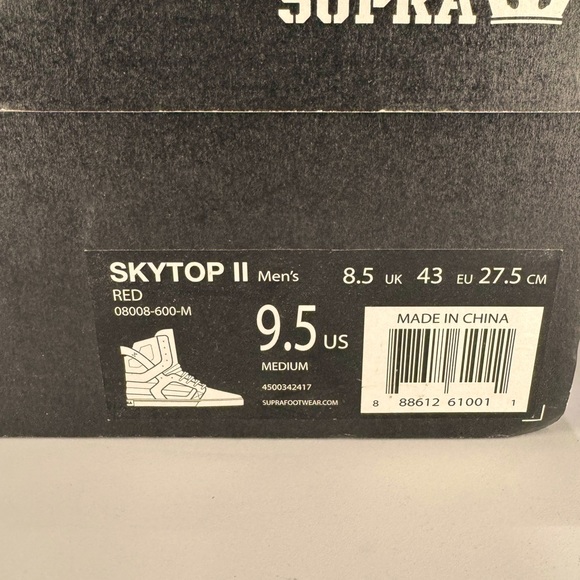 SUPRA
SKYTOP II Men's 8.5 UK 43 EU 27.5 CM
RED
08008-600-M
9.5 US
MEDIUM
4500342417
SUPRAFOOTWEAR.COM
MADE IN CHINA
8 88612 61001 1